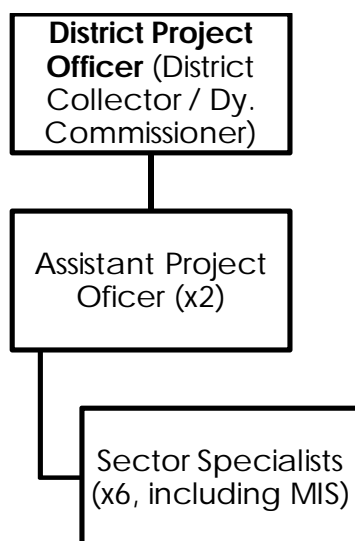 District Project
Officer (District
Collector / Dy.
Commissioner)
Assistant Project
Oficer (x2)
Sector Specialists
(x6, including MIS)